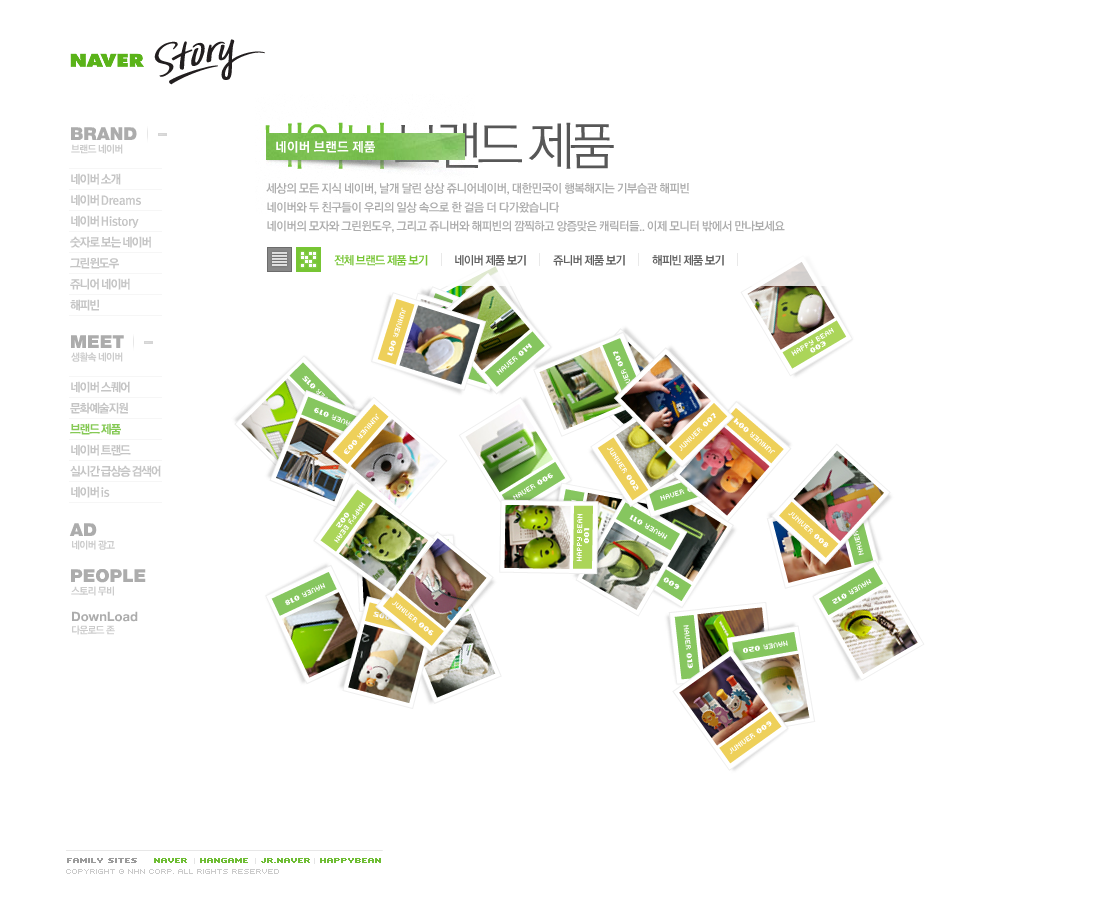 NAVER Story
BRAND
브랜드 네이버
네이버 소개
네이버 Dreams
네이버 History
숫자로 보는 네이버
그린윈도우
쥬니어 네이버
해피빈
MEET
생활속 네이버
네이버 스퀘어
문화예술지원
브랜드 제품
네이버 트랜드
실시간 급상승 검색어
네이버 is
AD
네이버 광고
PEOPLE
스토리 무비
DownLoad
다운로드 존
네이버 브랜드 제품
네이버 브랜드 제품
세상의 모든 지식 네이버, 날개 달린 상상 쥬니어네이버, 대한민국이 행복해지는 기부습관 해피빈
네이버와 두 친구들이 우리의 일상 속으로 한 걸음 더 다가왔습니다
네이버의 모자와 그린윈도우, 그리고 쥬니버와 해피빈의 깜찍하고 앙증맞은 캐릭터들.. 이제 모니터 밖에서 만나보세요
전체 브랜드 제품 보기
네이버 제품 보기
쥬니버 제품 보기
해피빈 제품 보기
JUNIVER 001
NAVER 014
HAPPY BEAN
003
NAVER 015
NAVER 019
JUNIVER 003
NAVER 007
JUNIVER 007
JUNIVER 004
JUNIVER 002
NAVER 006
HAPPY BEAN
002
HAPPY BEAN
001
NAVER
NAVER 011
009
JUNIVER 008
NAVER
NAVER 012
NAVER 018
005
JUNIVER 006
NAVER 013
NAVER 020
JUNIVER 009
FAMILY SITES NAVER HANGAME JR.NAVER HAPPYBEAN
COPYRIGHT @ NHN CORP. ALL RIGHTS RESERVED